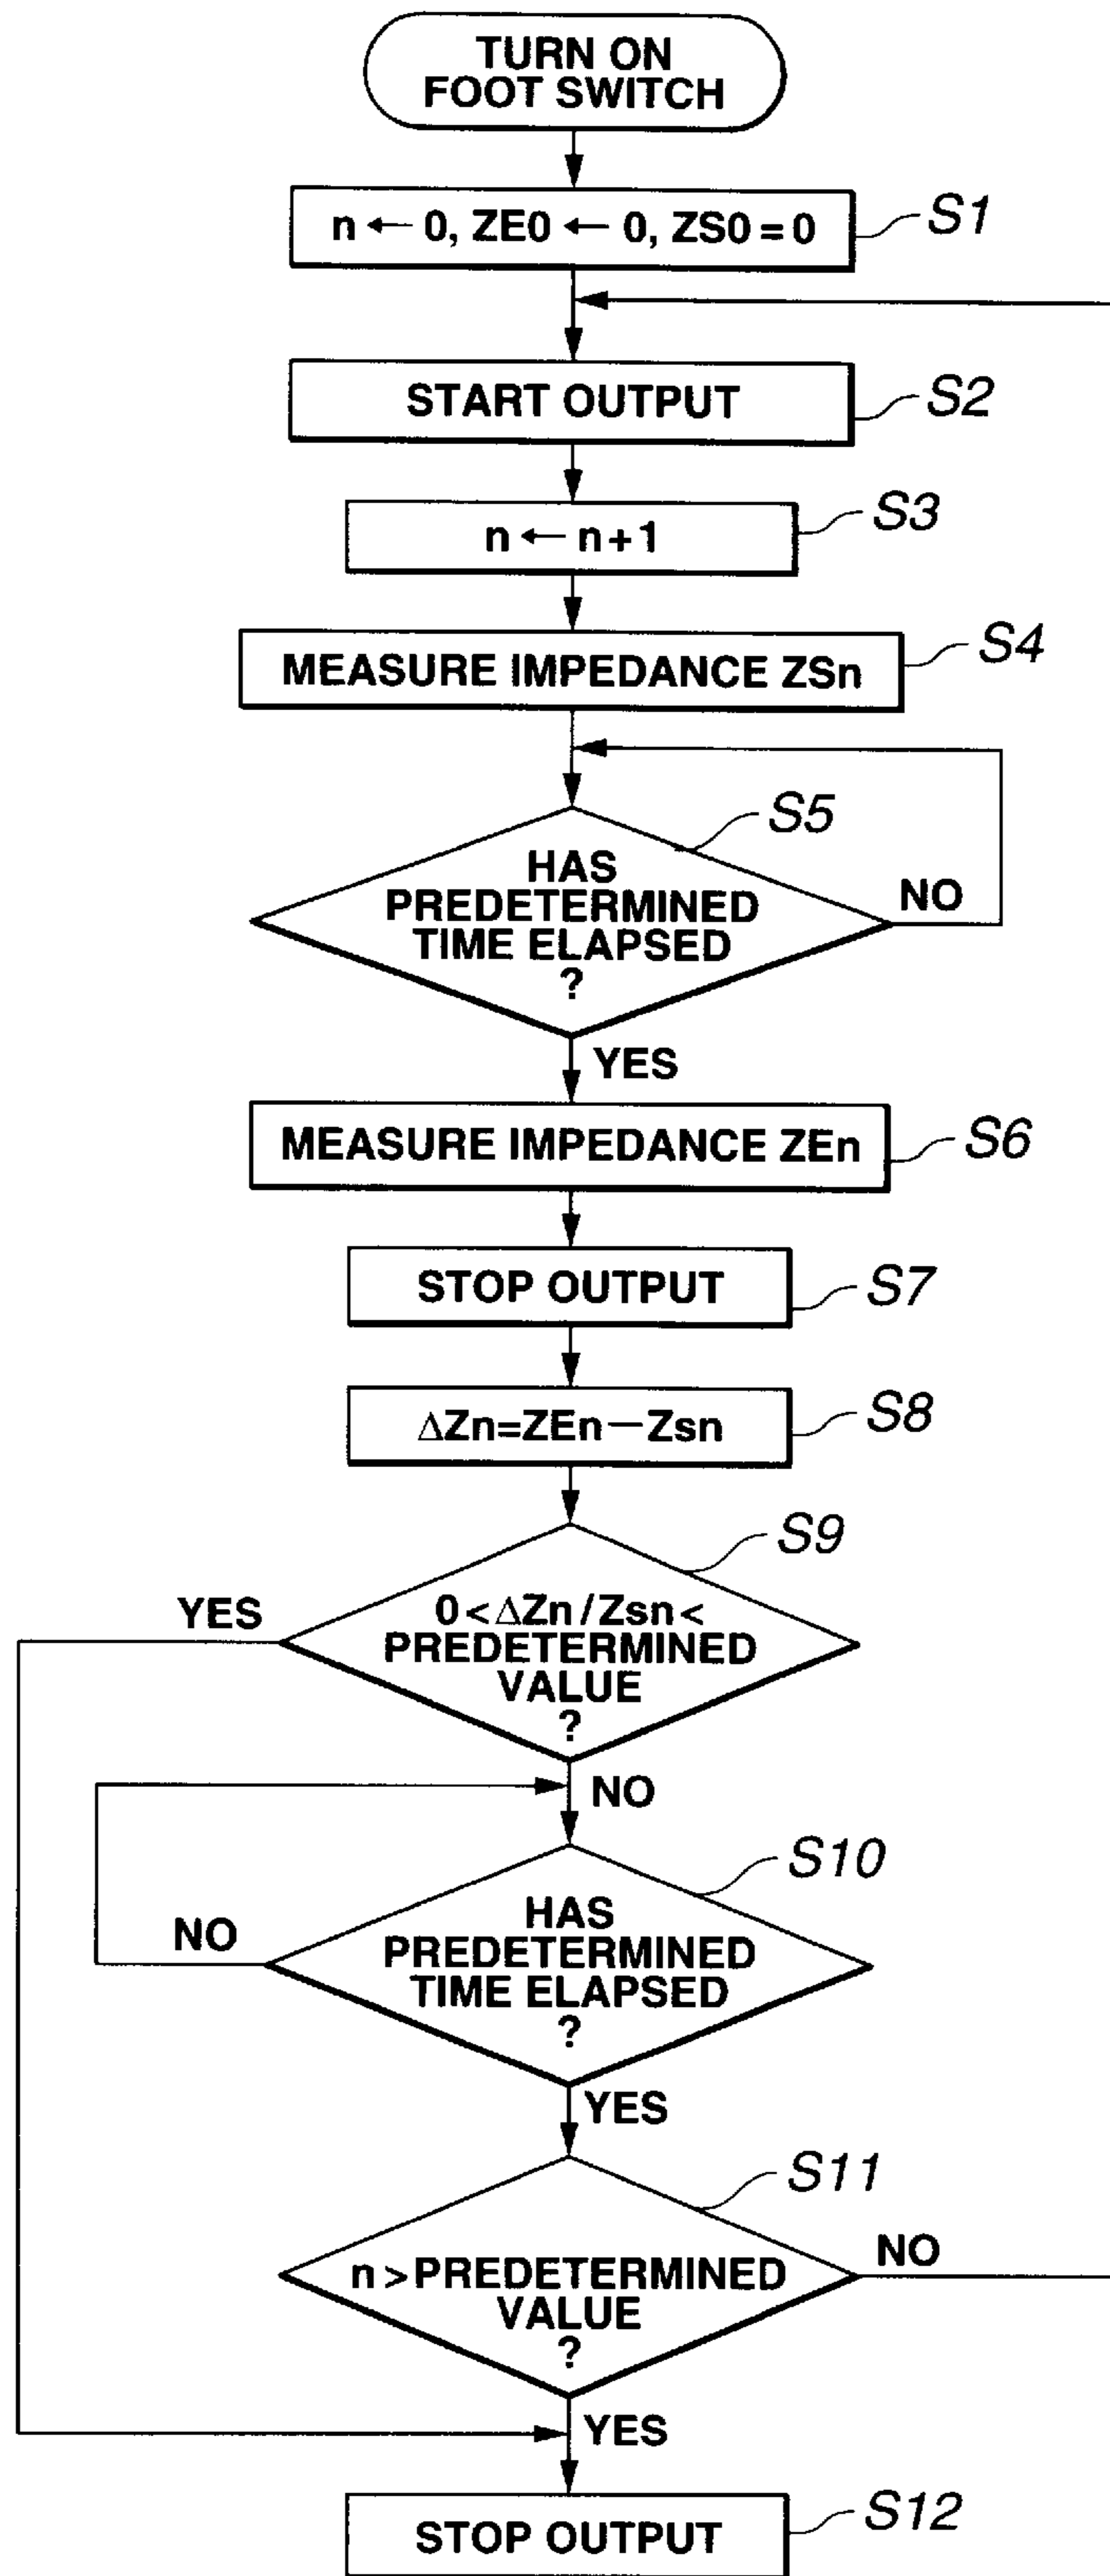 TURN ON
FOOT SWITCH
n ← 0, ZE0 ← 0, ZS0 = 0
S1
START OUTPUT
S2
n ← n+1
S3
MEASURE IMPEDANCE ZSn
S4
S5
HAS
PREDETERMINED
TIME ELAPSED
?
NO
YES
MEASURE IMPEDANCE ZEn
S6
STOP OUTPUT
S7
ΔZn=ZEn—Zsn
S8
S9
YES
0<ΔZn/Zsn<
PREDETERMINED
VALUE
?
NO
S10
NO
HAS
PREDETERMINED
TIME ELAPSED
?
YES
S11
NO
n>PREDETERMINED
VALUE
?
YES
STOP OUTPUT
S12